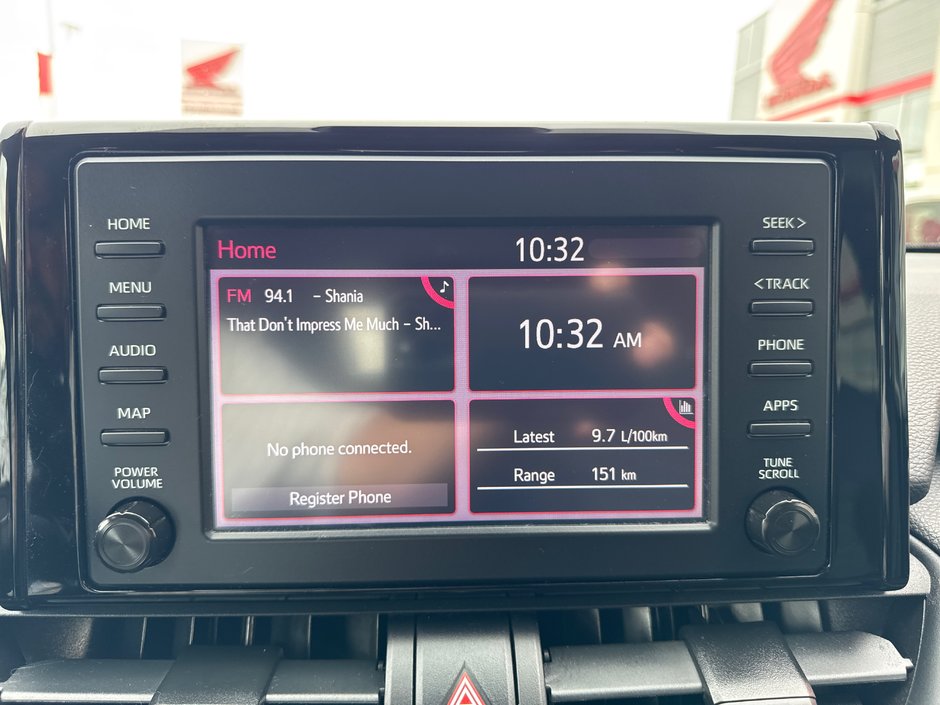 HONDA
HOME
MENU
AUDIO
MAP
POWER
VOLUME
Home 10:32
FM 94.1 - Shania
That Don't Impress Me Much - Sh...
10:32 AM
No phone connected.
Register Phone
Latest 9.7 L/100km
Range 151 km
SEEK >
< TRACK
PHONE
APPS
TUNE
SCROLL